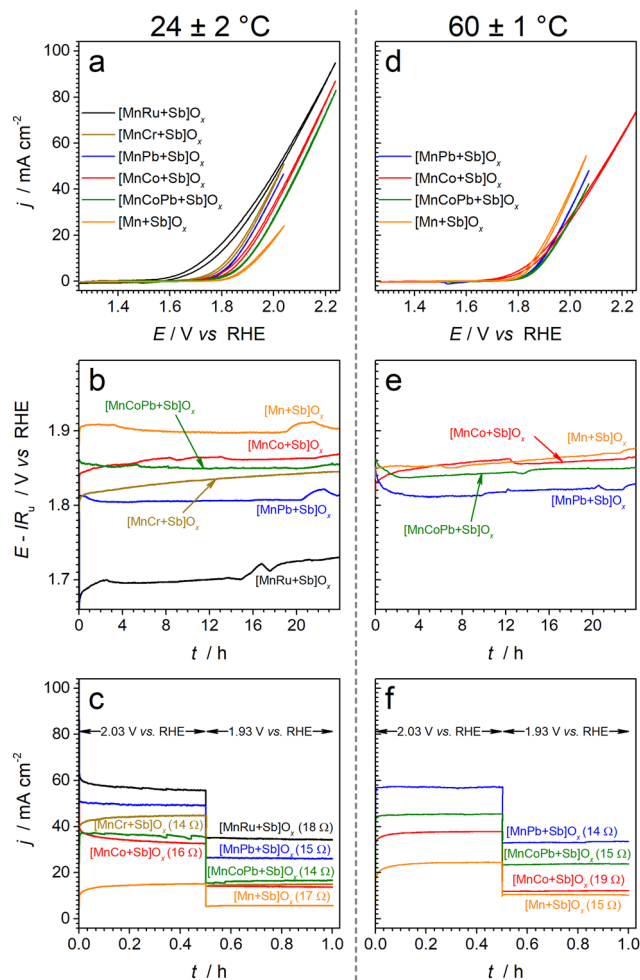 24 ± 2 °C
60 ± 1 °C
a
100
80
60
40
20
0
j / mA cm-2
[MnRu+Sb]Ox
[MnCr+Sb]Ox
[MnPb+Sb]Ox
[MnCo+Sb]Ox
[MnCoPb+Sb]Ox
[Mn+Sb]Ox
1.4 1.6 1.8 2.0 2.2
E / V vs RHE
d
[MnPb+Sb]Ox
[MnCo+Sb]Ox
[MnCoPb+Sb]Ox
[Mn+Sb]Ox
1.4 1.6 1.8 2.0 2.2
E / V vs RHE
b
1.9
1.8
1.7
E - IRu / V vs RHE
[MnCoPb+Sb]Ox
[Mn+Sb]Ox
[MnCo+Sb]Ox
[MnCr+Sb]Ox
[MnPb+Sb]Ox
[MnRu+Sb]Ox
0 4 8 12 16 20
t / h
e
[MnCo+Sb]Ox
[Mn+Sb]Ox
[MnCoPb+Sb]Ox
[MnPb+Sb]Ox
0 4 8 12 16 20
t / h
c
100
80
60
40
20
0
j / mA cm-2
2.03 V vs. RHE
1.93 V vs. RHE
[MnCr+Sb]Ox (14 Ω)
[MnRu+Sb]Ox (18 Ω)
[MnCo+Sb]Ox (16 Ω)
[MnPb+Sb]Ox (15 Ω)
[MnCoPb+Sb]Ox (14 Ω)
[Mn+Sb]Ox (17 Ω)
0.0 0.2 0.4 0.6 0.8 1.0
t / h
f
2.03 V vs. RHE
1.93 V vs. RHE
[MnPb+Sb]Ox (14 Ω)
[MnCoPb+Sb]Ox (15 Ω)
[MnCo+Sb]Ox (19 Ω)
[Mn+Sb]Ox (15 Ω)
0.0 0.2 0.4 0.6 0.8 1.0
t / h